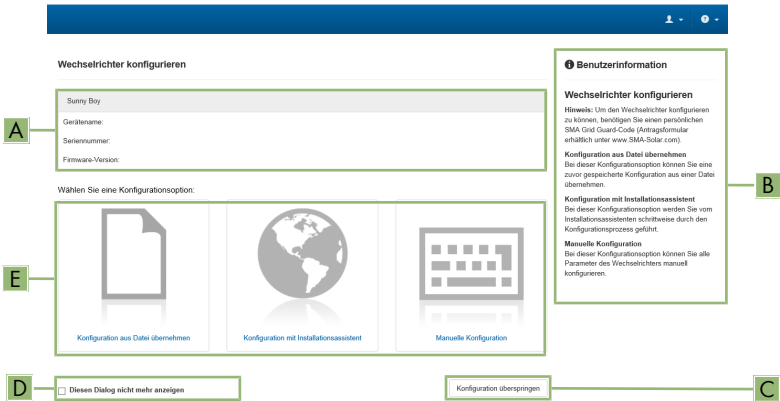 Wechselrichter konfigurieren
A
Sunny Boy
Gerätename:
Seriennummer:
Firmware-Version:
Wählen Sie eine Konfigurationsoption:
E
Konfiguration aus Datei übernehmen
Konfiguration mit Installationsassistent
Manuelle Konfiguration
D
Diesen Dialog nicht mehr anzeigen
Konfiguration überspringen
C
Benutzerinformation
Wechselrichter konfigurieren
Hinweis: Um den Wechselrichter konfigurieren
zu können, benötigen Sie einen persönlichen
SMA Grid Guard-Code (Antragsformular
erhältlich unter www.SMA-Solar.com).
Konfiguration aus Datei übernehmen
Bei dieser Konfigurationsoption können Sie eine
zuvor gespeicherte Konfiguration aus einer Datei
übernehmen.
Konfiguration mit Installationsassistent
Bei dieser Konfigurationsoption werden Sie vom
Installationsassistenten schrittweise durch den
Konfigurationsprozess geführt.
Manuelle Konfiguration
Bei dieser Konfigurationsoption können Sie alle
Parameter des Wechselrichters manuell
konfigurieren.
B